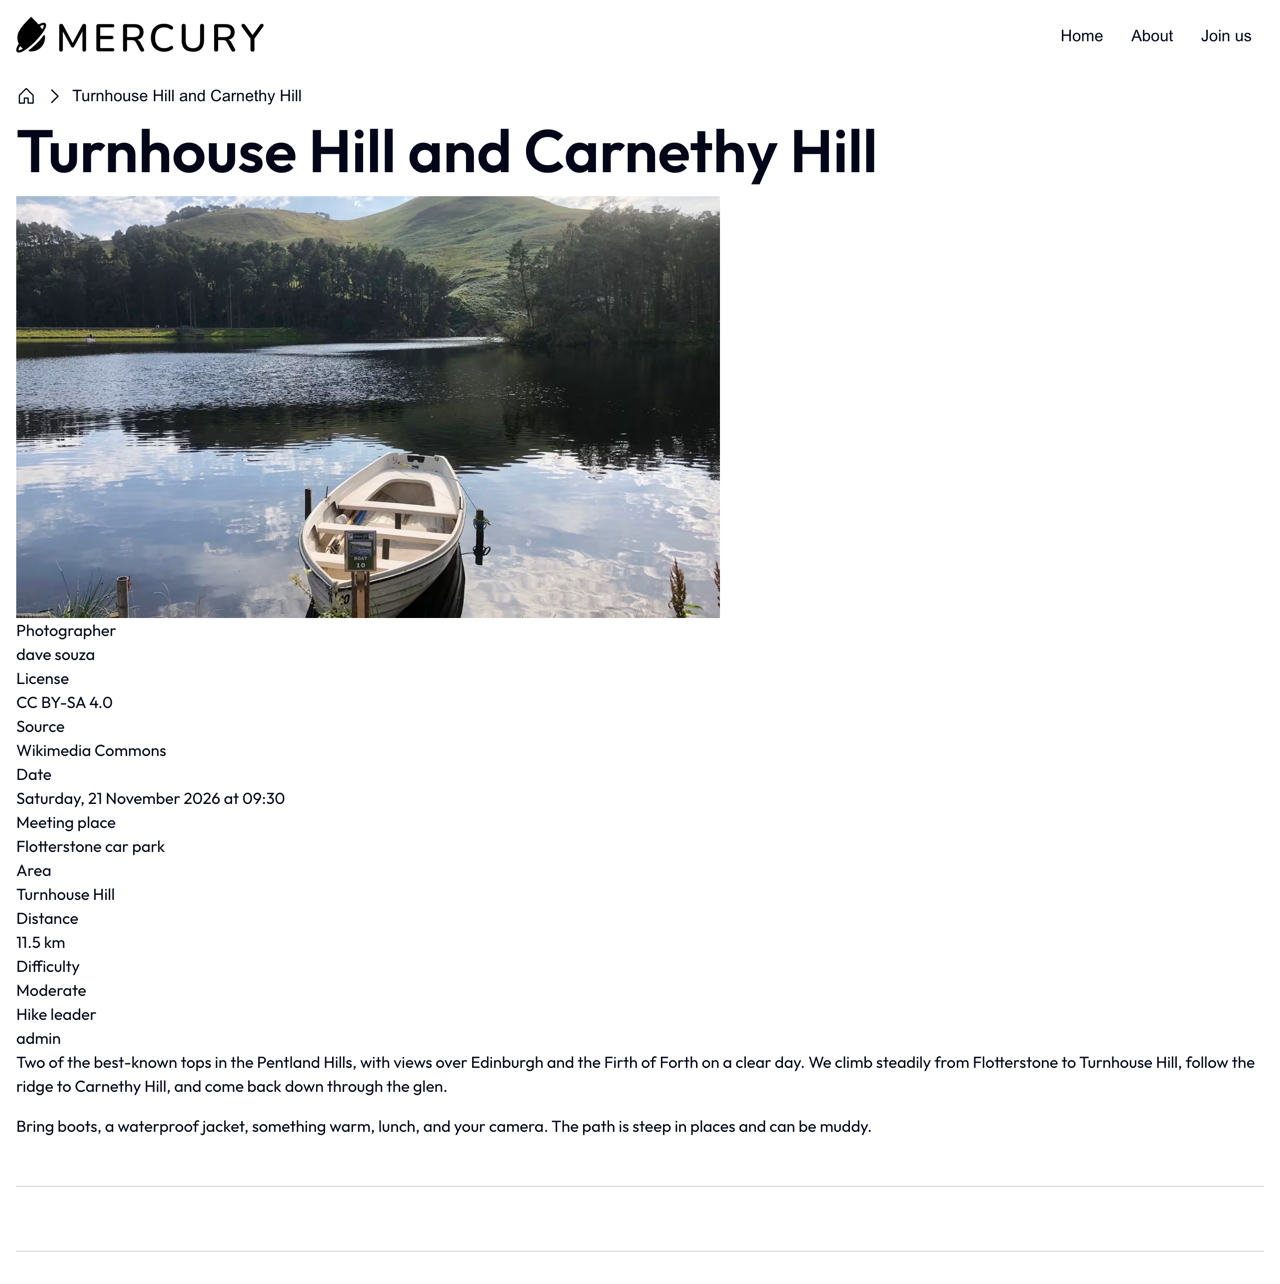 MERCURY
Home
About
Join us
Turnhouse Hill and Carnethy Hill
Turnhouse Hill and Carnethy Hill
BOAT
10
Photographer
dave souza
License
CC BY-SA 4.0
Source
Wikimedia Commons
Date
Saturday, 21 November 2026 at 09:30
Meeting place
Flotterstone car park
Area
Turnhouse Hill
Distance
11.5 km
Difficulty
Moderate
Hike leader
admin
Two of the best-known tops in the Pentland Hills, with views over Edinburgh and the Firth of Forth on a clear day. We climb steadily from Flotterstone to Turnhouse Hill, follow the
ridge to Carnethy Hill, and come back down through the glen.
Bring boots, a waterproof jacket, something warm, lunch, and your camera. The path is steep in places and can be muddy.